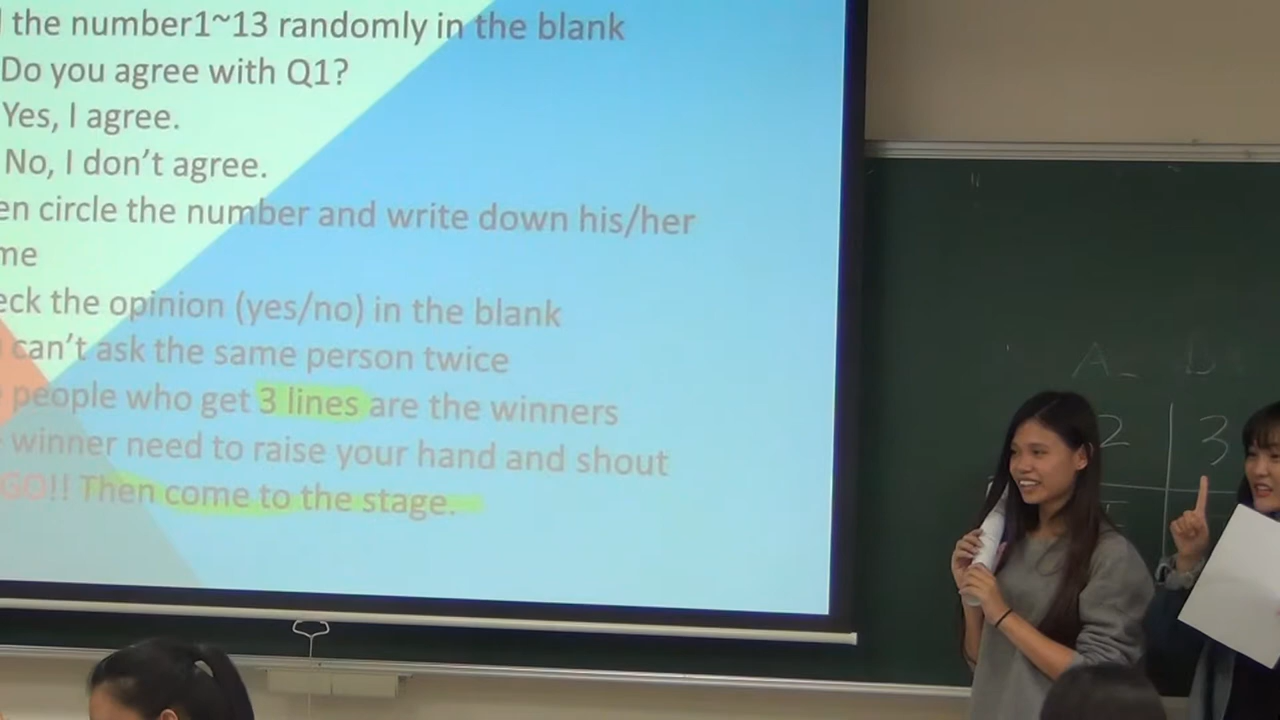 the number1~13 randomly in the blank
Do you agree with Q1?
Yes, I agree.
No, I don't agree.
en circle the number and write down his/her
me
eck the opinion (yes/no) in the blank
can't ask the same person twice
people who get 3 lines are the winners
winner need to raise your hand and shout
GO!! Then come to the stage.
A
2 3